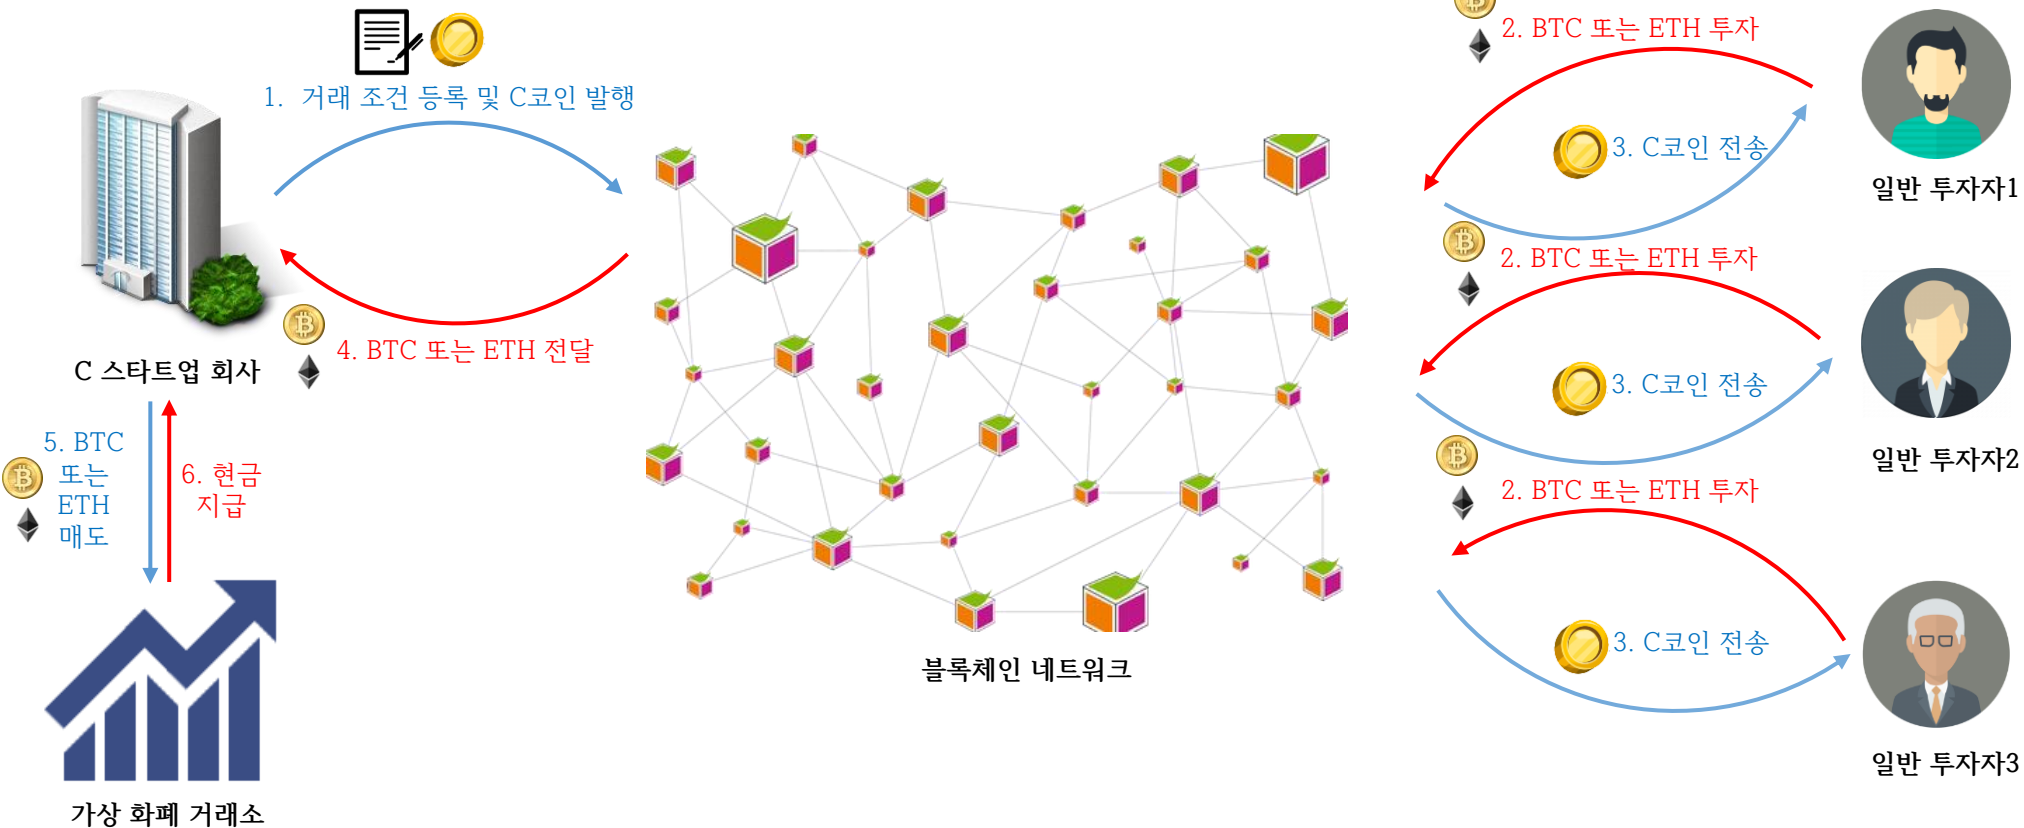 1. 거래 조건 등록 및 C코인 발행
4. BTC 또는 ETH 전달
C 스타트업 회사
5. BTC
또는
ETH
매도
6. 현금
지급
가상 화폐 거래소
블록체인 네트워크
2. BTC 또는 ETH 투자
3. C코인 전송
일반 투자자1
2. BTC 또는 ETH 투자
3. C코인 전송
일반 투자자2
2. BTC 또는 ETH 투자
3. C코인 전송
일반 투자자3